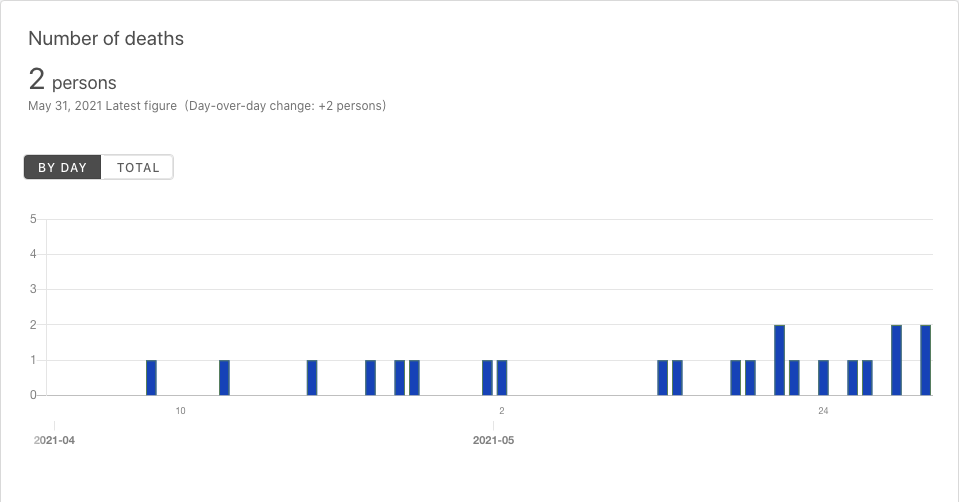 Number of deaths
2 persons
May 31, 2021 Latest figure (Day-over-day change: +2 persons)
BY DAY TOTAL
5
4
3
2
1
0
10 2 24
2021-04 2021-05